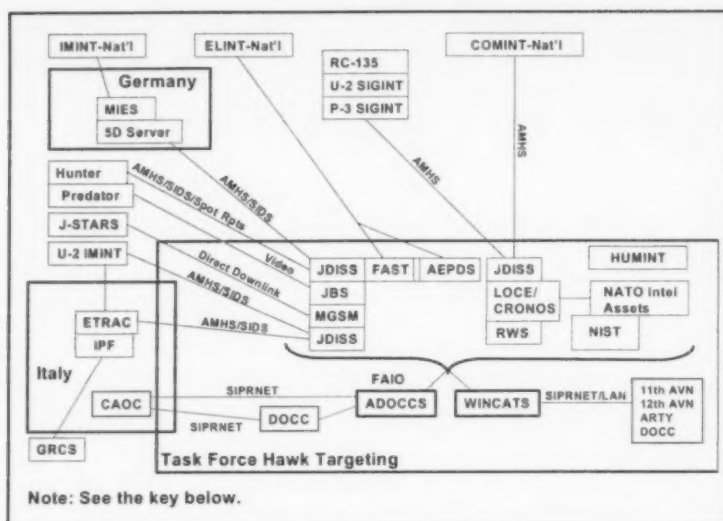 IMINT-Nat'l
ELINT-Nat'l
COMINT-Nat'l
RC-135
U-2 SIGINT
P-3 SIGINT
Germany
MIES
5D Server
AMHS
AMHS
Hunter
Predator
AMHS/SIDS/Spot Rpts
AMHS/SIDS
J-STARS
U-2 IMINT
Video
Direct Downlink
AMHS/SIDS
JDISS
FAST
AEPDS
JDISS
HUMINT
JBS
LOCE/
CRONOS
NATO Intel
Assets
MGSM
JDISS
RWS
NIST
ETRAC
IPF
AMHS/SIDS
Italy
CAOC
SIPRNET
SIPRNET
DOCC
FAIO
ADOCCS
WINCATS
SIPRNET/LAN
11th AVN
12th AVN
ARTY
DOCC
GRCS
Task Force Hawk Targeting
Note: See the key below.